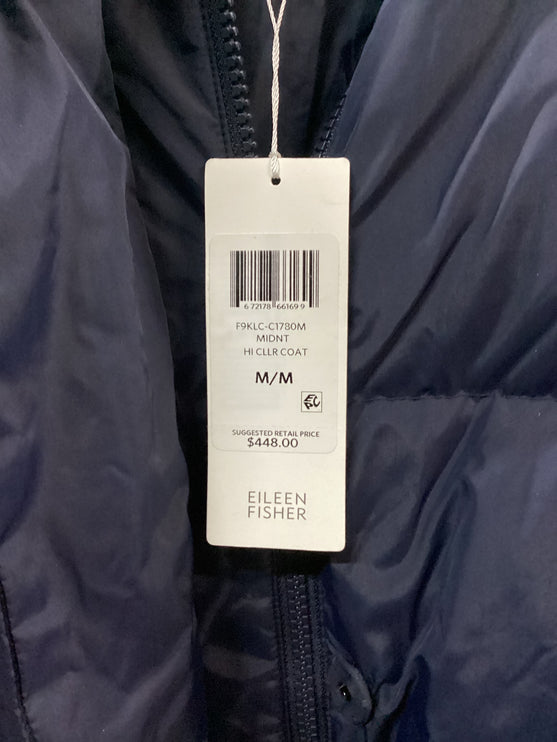 6 72178 66169 9
F9KLC-C1780M
MIDNT
HI CLLR COAT
M/M
SUGGESTED RETAIL PRICE
$448.00
EILEEN
FISHER